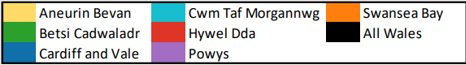 Aneurin Bevan Cwm Taf Morgannwg Swansea Bay
Betsi Cadwaladr Hywel Dda All Wales
Cardiff and Vale Powys